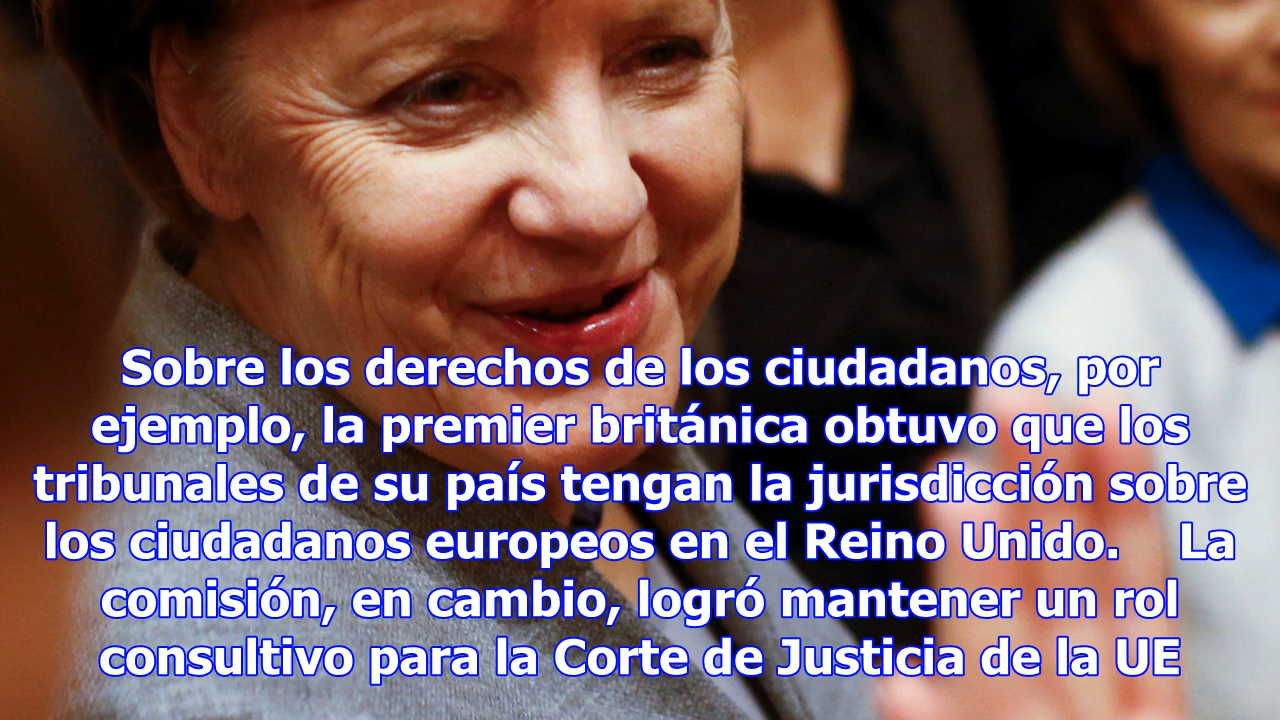 Sobre los derechos de los ciudadanos, por
ejemplo, la premier británica obtuvo que los
tribunales de su país tengan la jurisdicción sobre
los ciudadanos europeos en el Reino Unido. La
comisión, en cambio, logró mantener un rol
consultivo para la Corte de Justicia de la UE